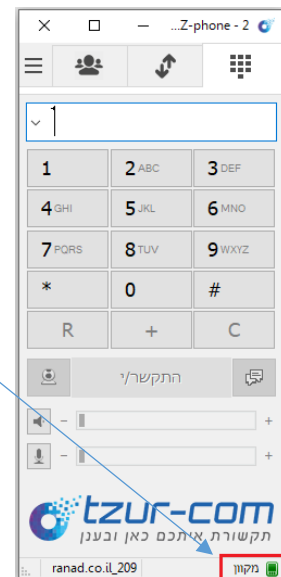 ...Z-phone - 2
1
1 2 ABC 3 DEF
4 GHI 5 JKL 6 MNO
7 PQRS 8 TUV 9 WXYZ
* 0 #
R + C
התקשר/י
- +
- +
tzur-com
תקשורת איתכם כאן ובענן
ranad.co.il_209 מקוון